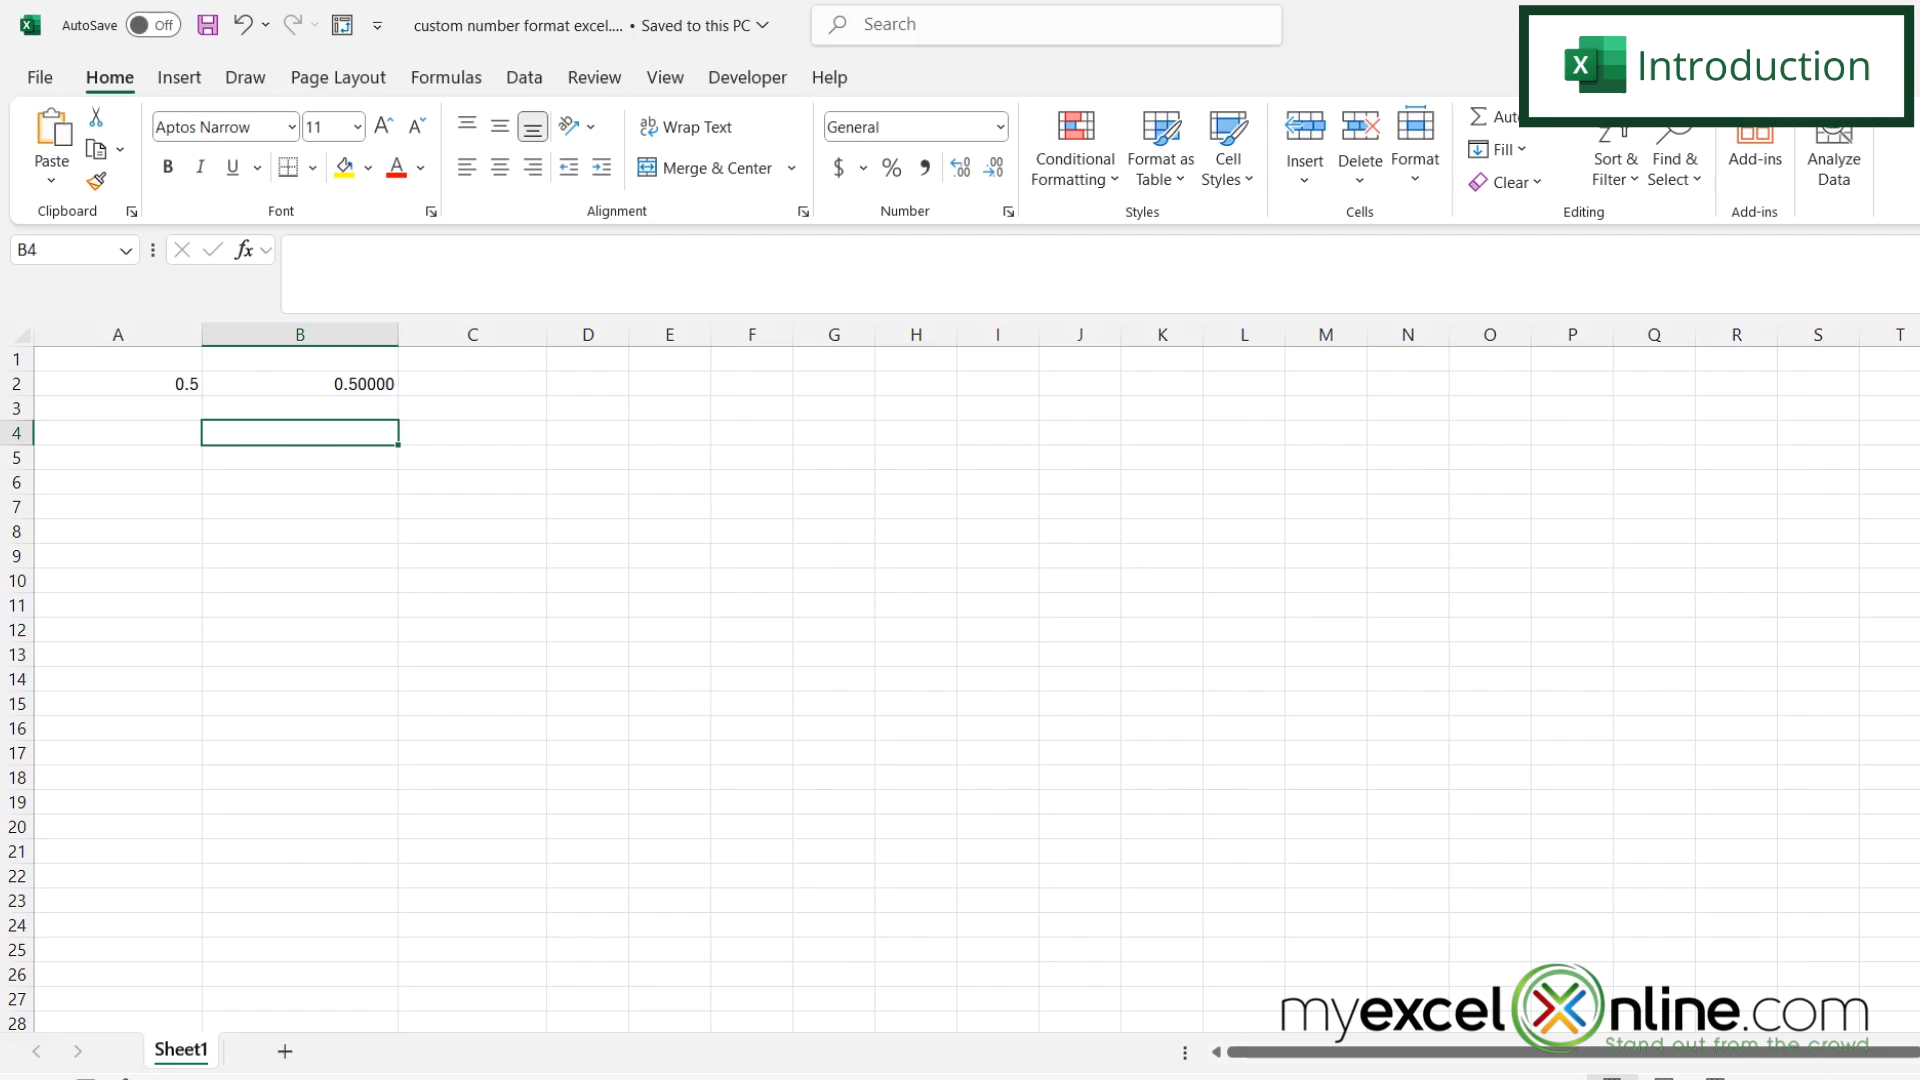 AutoSave Off custom number format excel.... • Saved to this PC Search
Introduction
File Home Insert Draw Page Layout Formulas Data Review View Developer Help
Aptos Narrow 11 Wrap Text General
Paste B I U A Merge & Center $ % Conditional Formatting Format as Table Cell Styles Insert Delete Format Fill Clear Sort & Filter Find & Select Add-ins Analyze Data
Clipboard Font Alignment Number Styles Cells Editing Add-ins
B4 fx
A B C D E F G H I J K L M N O P Q R S T
1
2 0.5 0.50000
3
4
5
6
7
8
9
10
11
12
13
14
15
16
17
18
19
20
21
22
23
24
25
26
27
28
myexcelonline.com
Stand out from the crowd
Sheet1